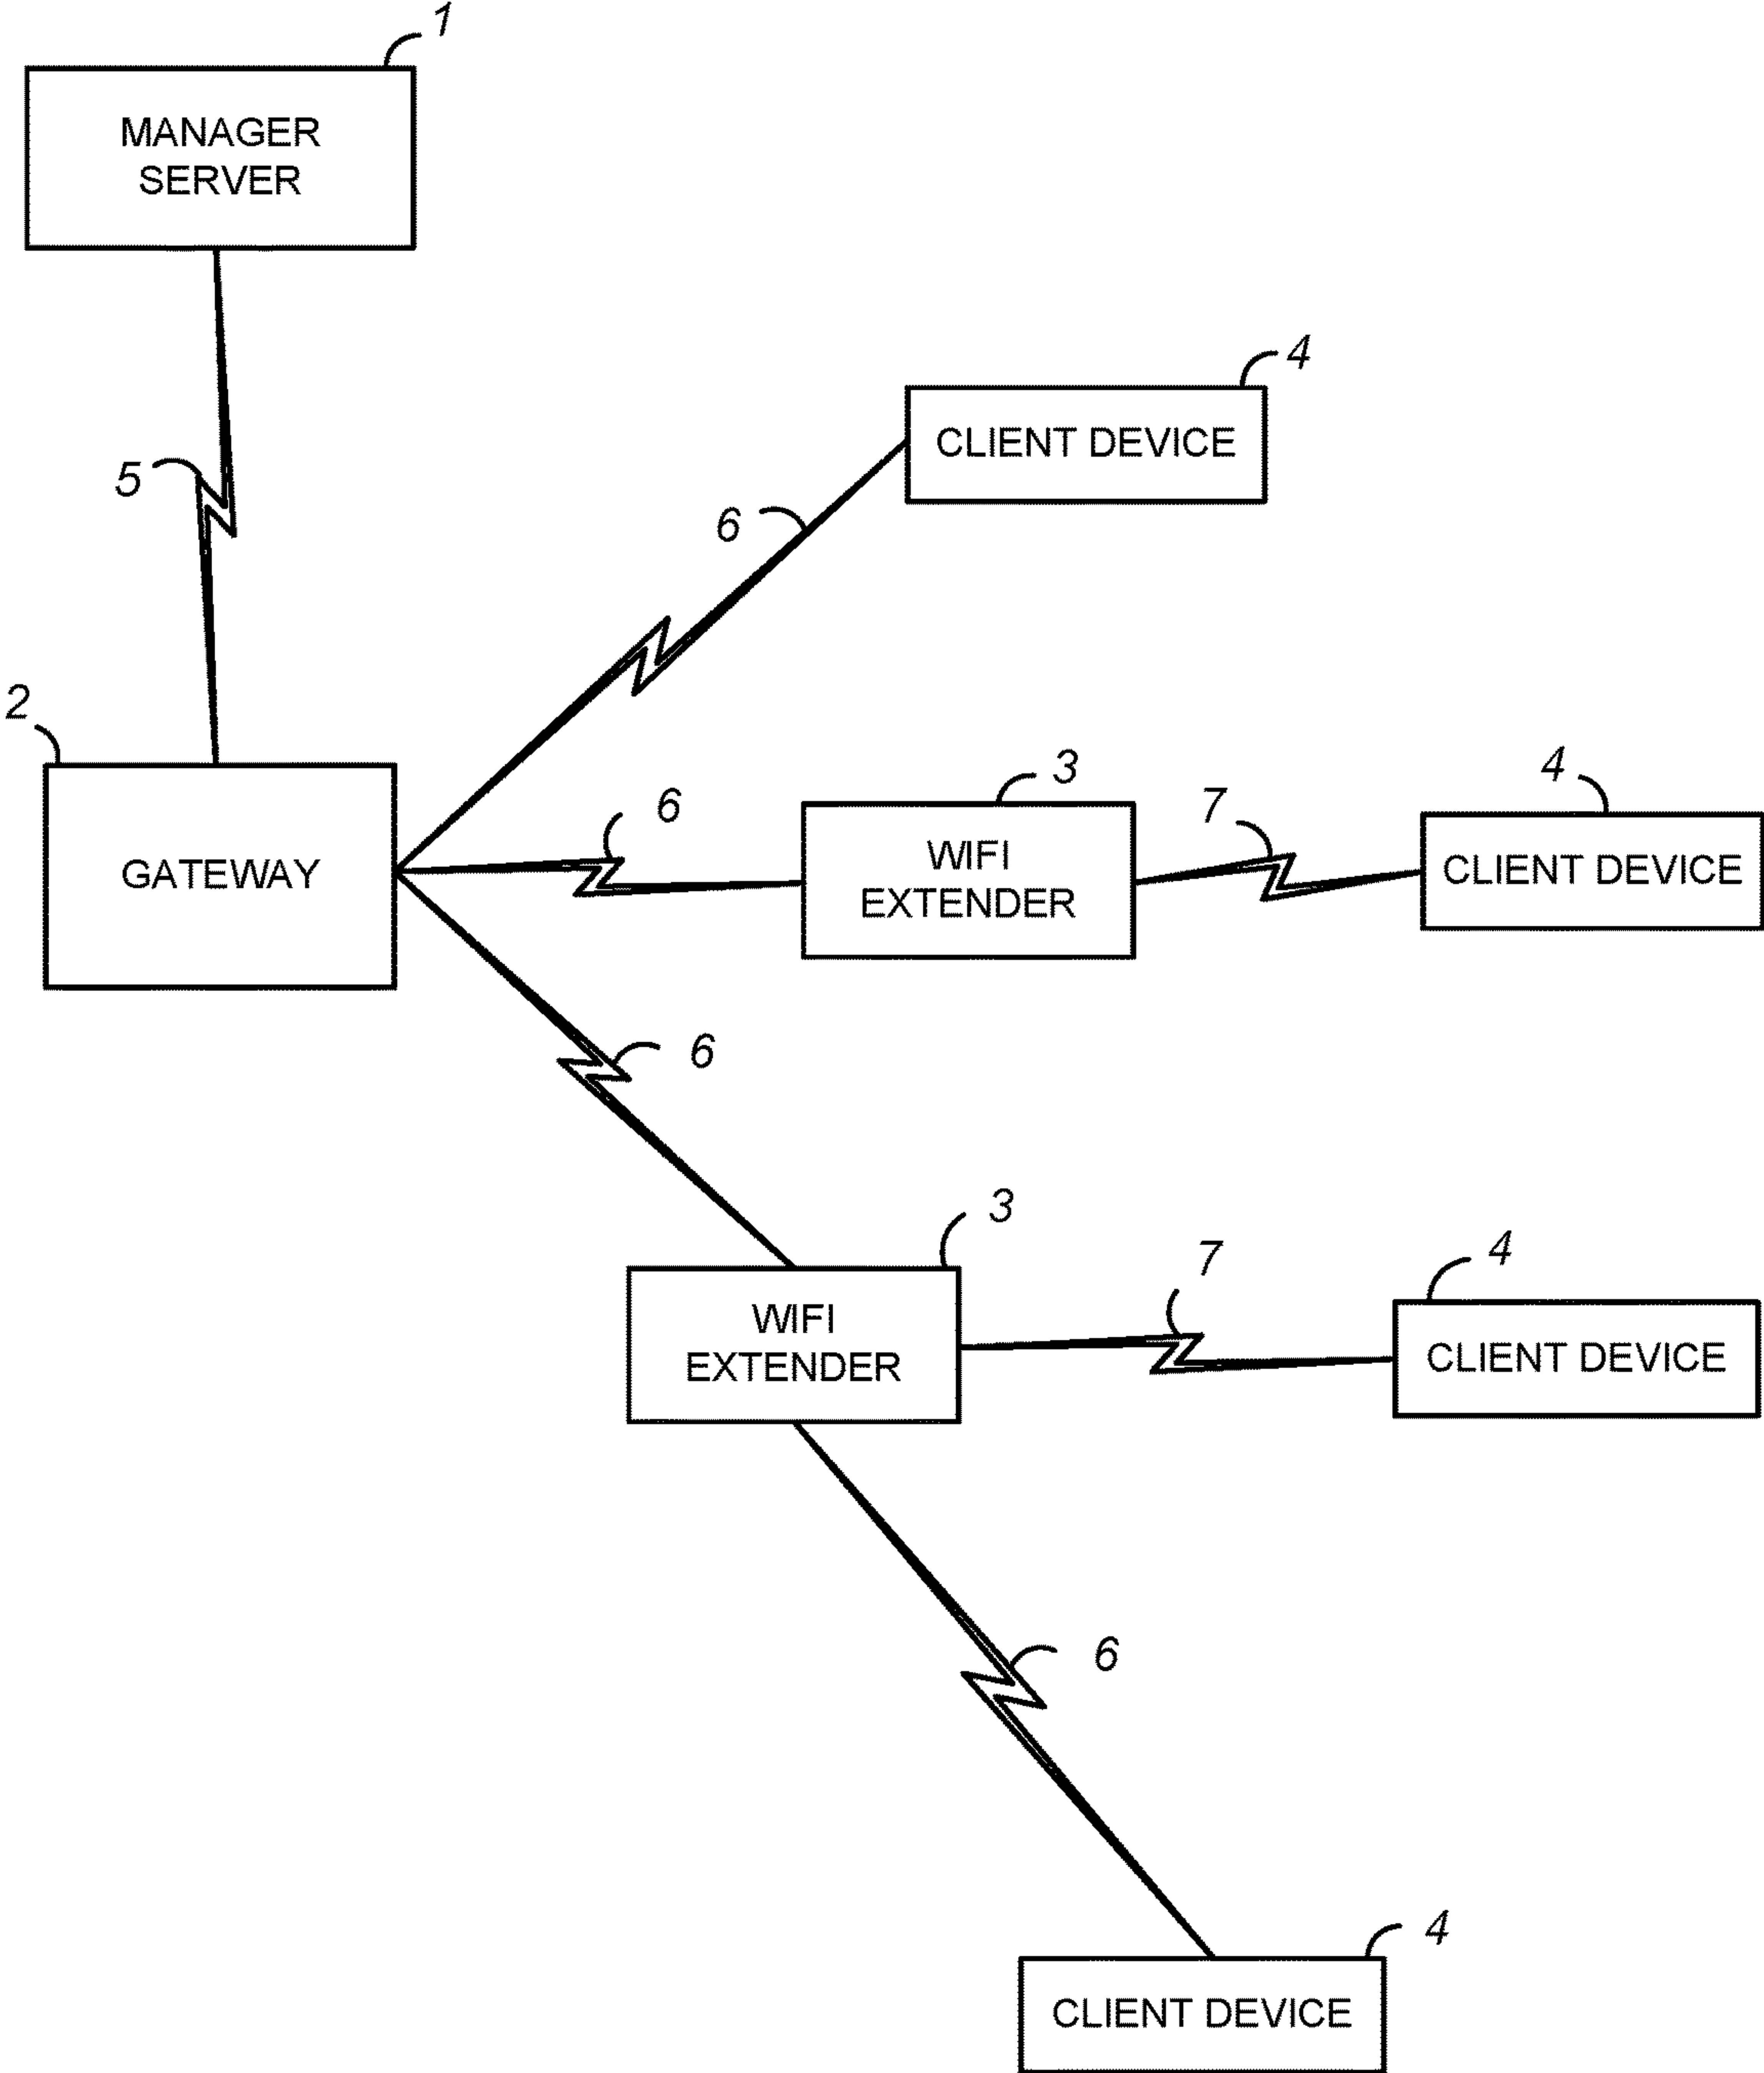 1
MANAGER
SERVER
4
CLIENT DEVICE
5
6
2
GATEWAY
6
3
WIFI
EXTENDER
7
4
CLIENT DEVICE
6
3
WIFI
EXTENDER
7
4
CLIENT DEVICE
6
4
CLIENT DEVICE